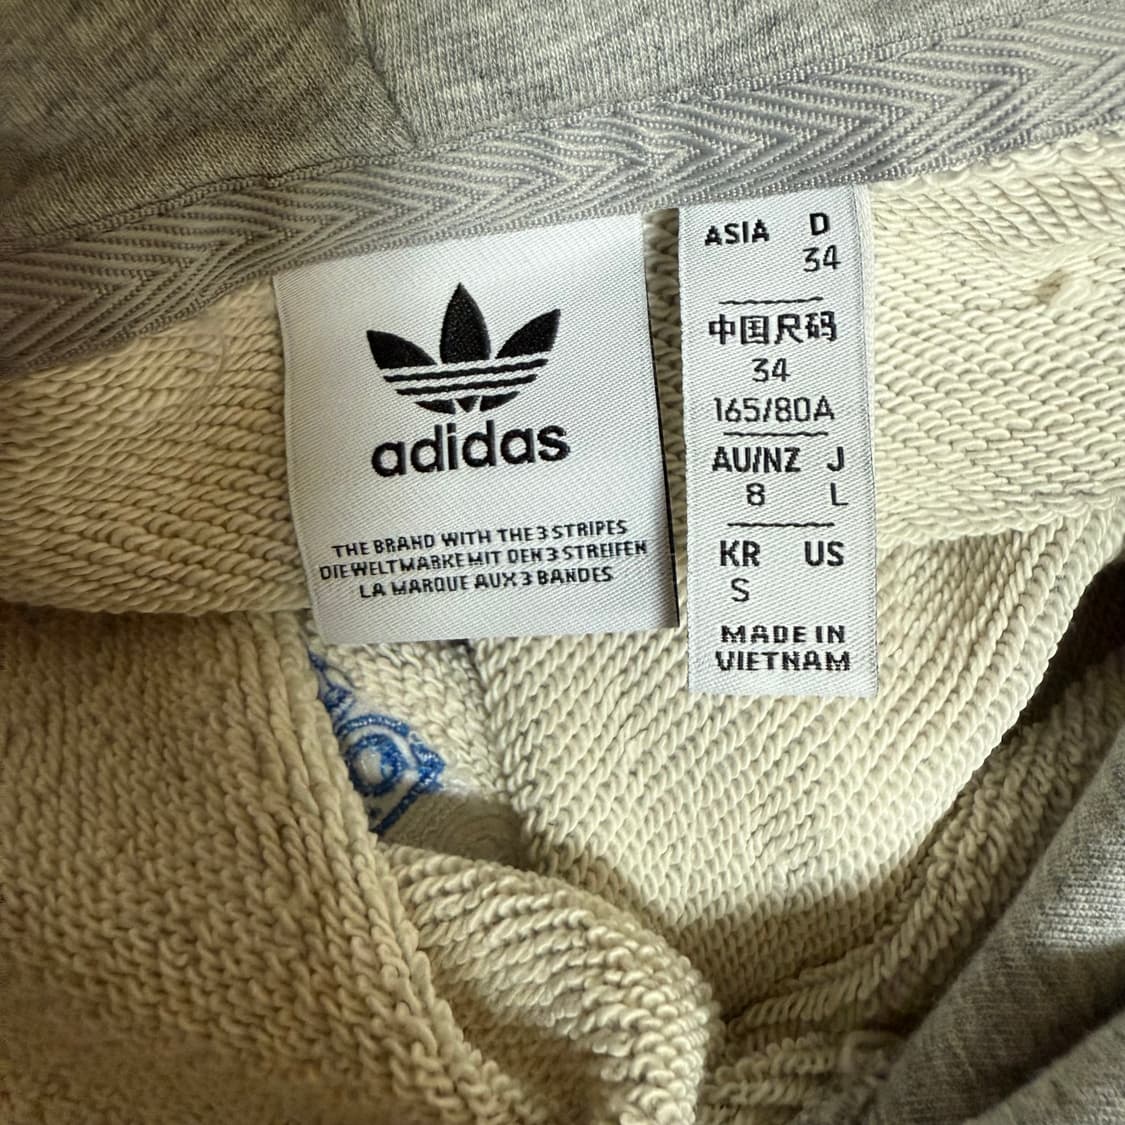 adidas
THE BRAND WITH THE 3 STRIPES
DIE WELTMARKE MIT DEN 3 STREIFEN
LA MARQUE AUX 3 BANDES
ASIA D
34
中国尺码
34
165/80A
AU/NZ J
8 L
KR US
S
MADE IN
VIETNAM